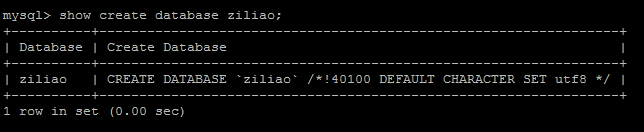 mysql> show create database ziliao;
+----------+-----------------------------------------------------------------+
| Database | Create Database                                                 |
+----------+-----------------------------------------------------------------+
| ziliao   | CREATE DATABASE `ziliao` /*!40100 DEFAULT CHARACTER SET utf8 */ |
+----------+-----------------------------------------------------------------+
1 row in set (0.00 sec)